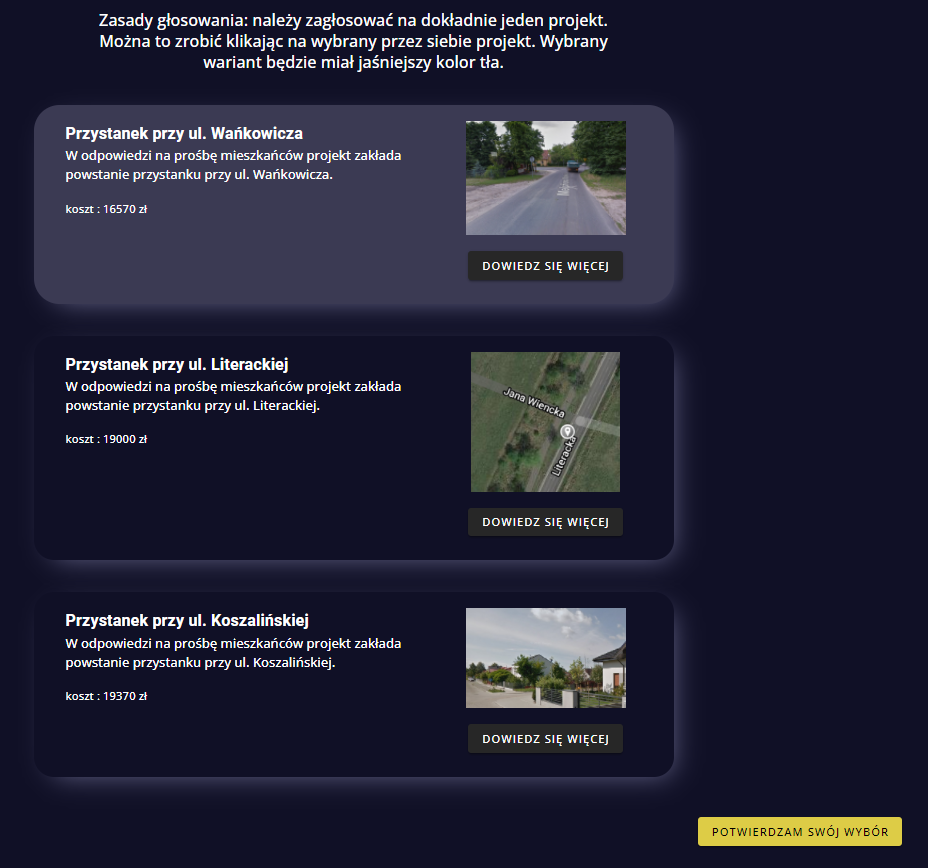 Zasady głosowania: należy zagłosować na dokładnie jeden projekt.
Można to zrobić klikając na wybrany przez siebie projekt. Wybrany
wariant będzie miał jaśniejszy kolor tła.
Przystanek przy ul. Wańkowicza
W odpowiedzi na prośbę mieszkańców projekt zakłada
powstanie przystanku przy ul. Wańkowicza.
koszt : 16570 zł
DOWIEDZ SIĘ WIĘCEJ
Przystanek przy ul. Literackiej
W odpowiedzi na prośbę mieszkańców projekt zakłada
powstanie przystanku przy ul. Literackiej.
koszt : 19000 zł
Jana Wiencka
Literacka
DOWIEDZ SIĘ WIĘCEJ
Przystanek przy ul. Koszalińskiej
W odpowiedzi na prośbę mieszkańców projekt zakłada
powstanie przystanku przy ul. Koszalińskiej.
koszt : 19370 zł
DOWIEDZ SIĘ WIĘCEJ
POTWIERDZAM SWÓJ WYBÓR